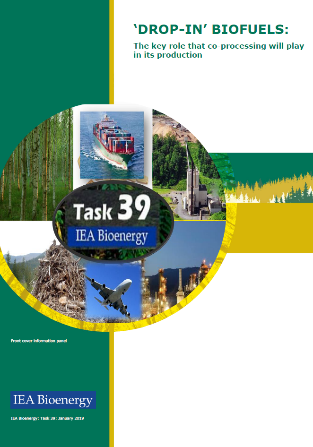 ‘DROP-IN’ BIOFUELS:
The key role that co-processing will play
in its production
Task 39
IEA Bioenergy
Front cover information panel
IEA Bioenergy
IEA Bioenergy: Task 39: January 2019